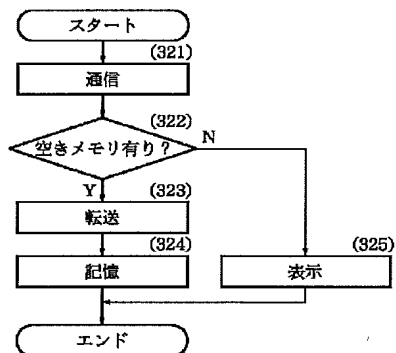 スタート
(321)
通信
(322)
空きメモリ有り?
N
Y
(323)
転送
(324)
記憶
(325)
表示
エンド